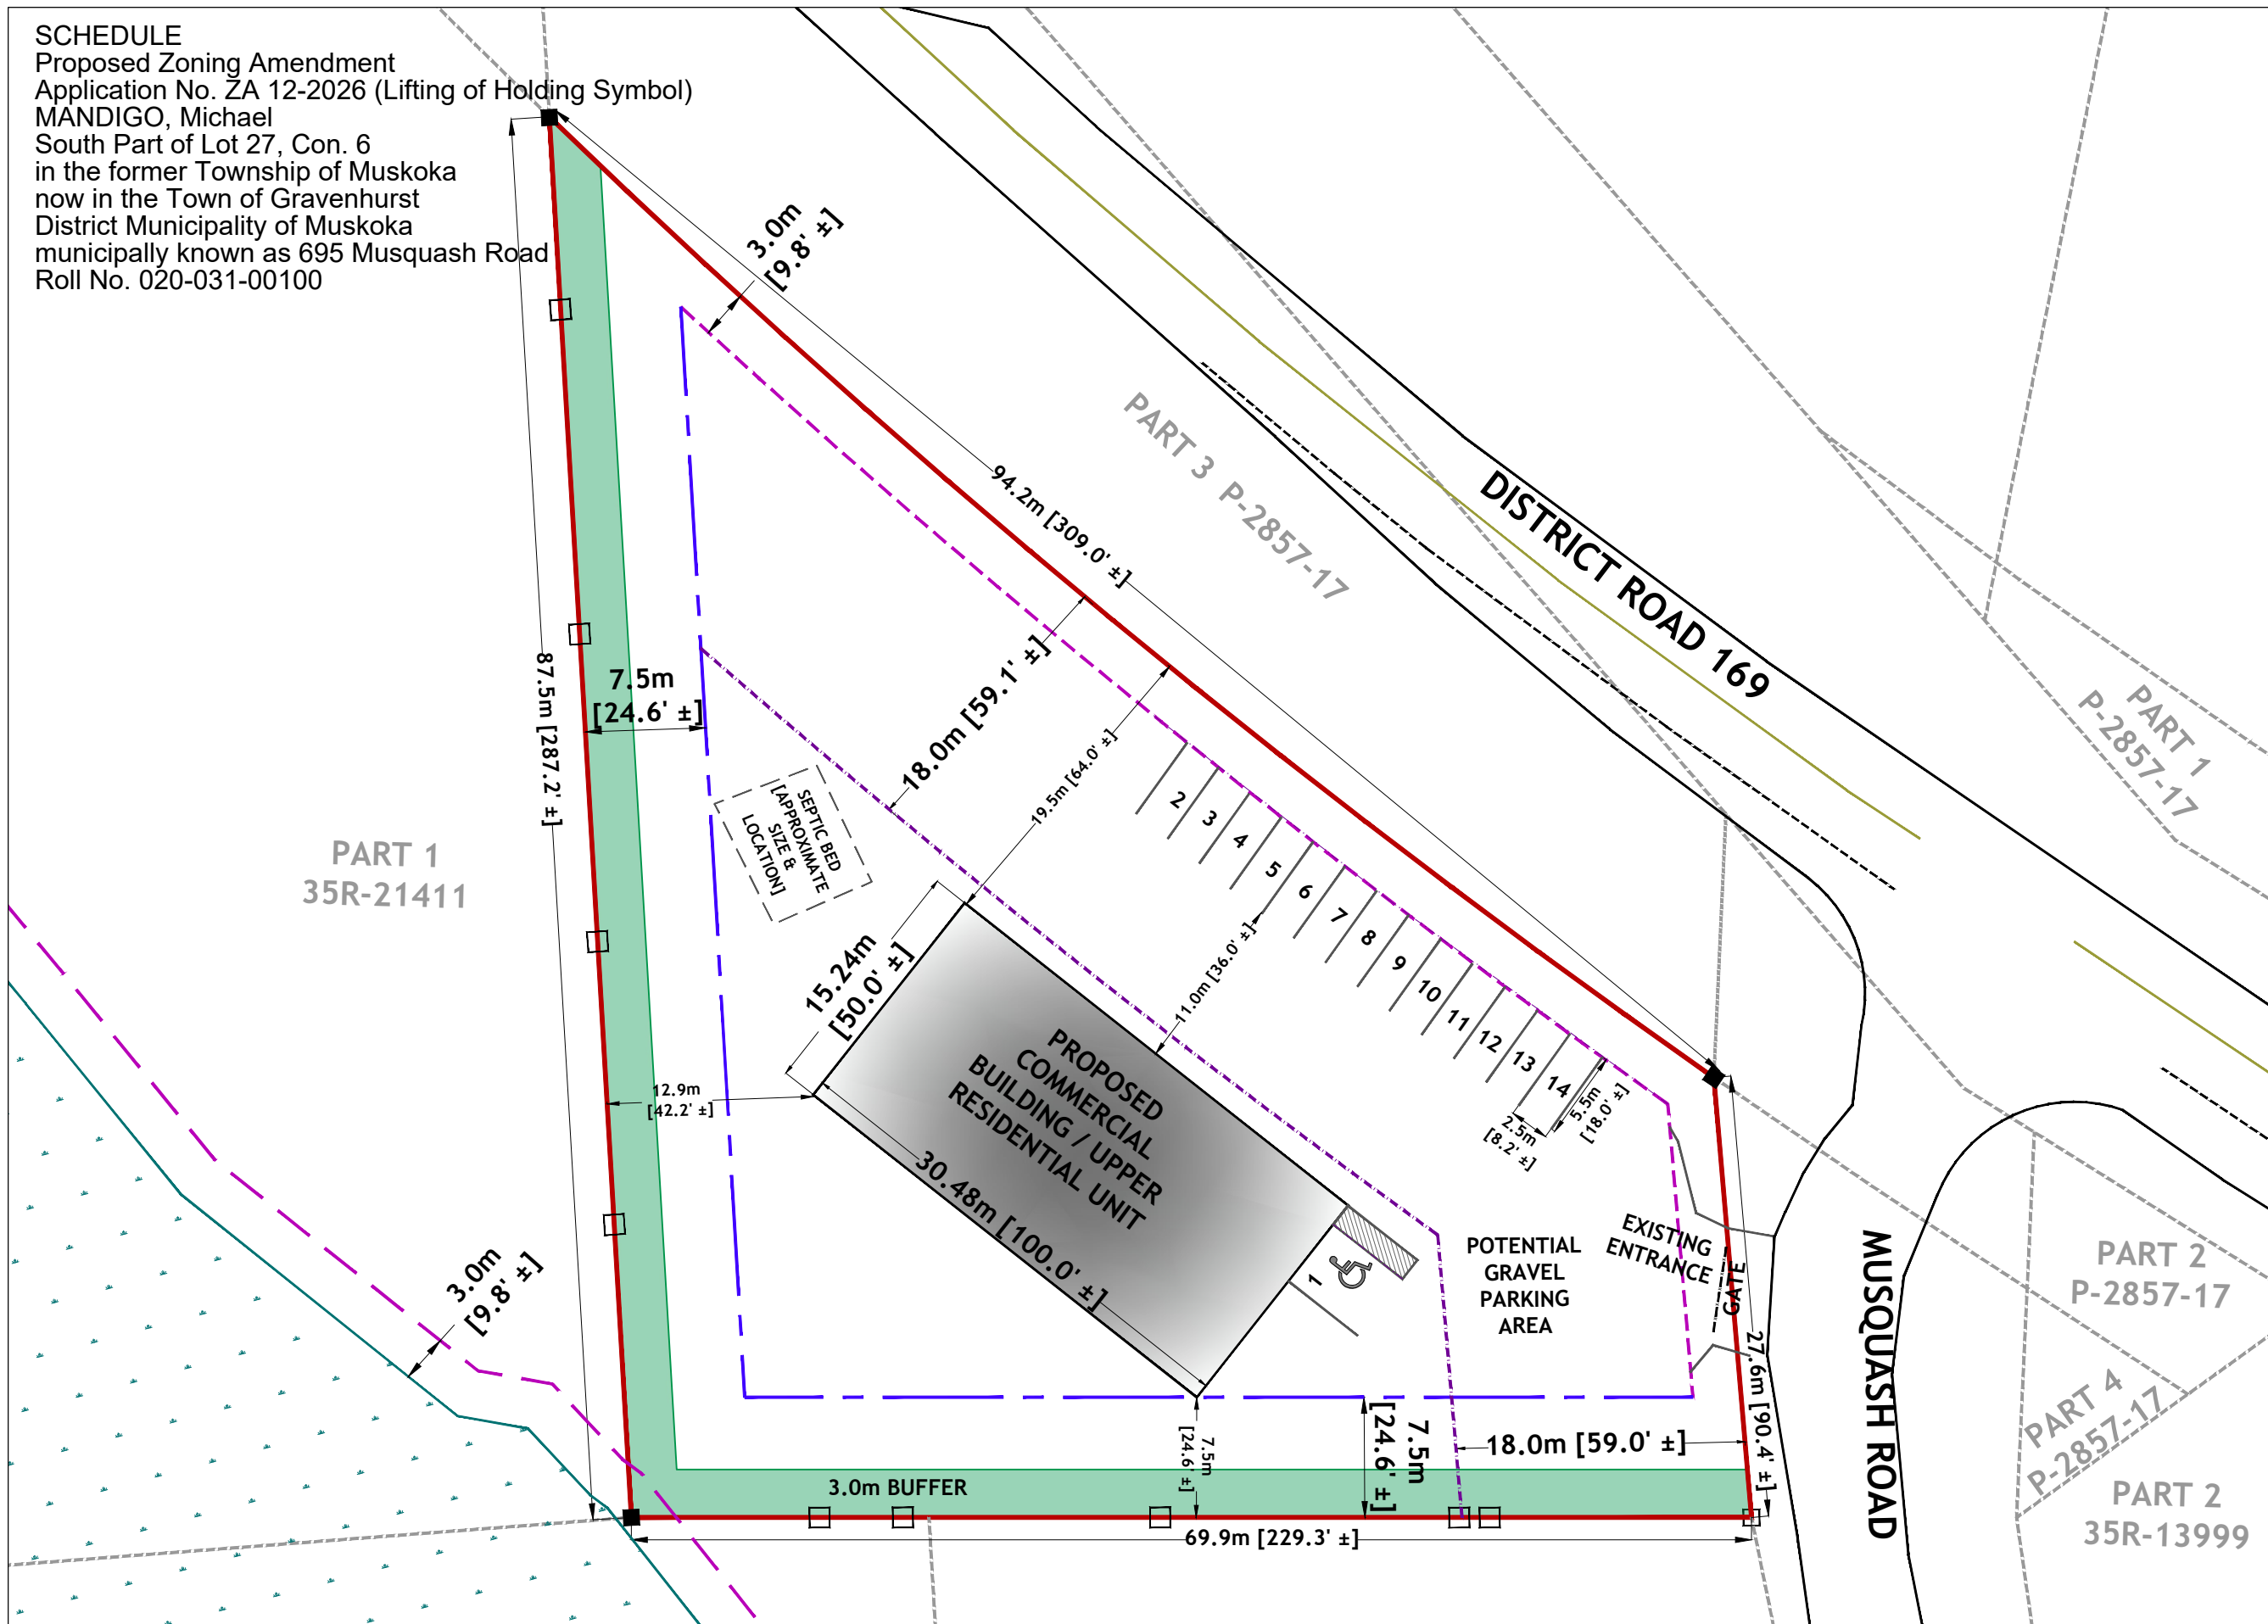 SCHEDULE
Proposed Zoning Amendment
Application No. ZA 12-2026 (Lifting of Holding Symbol)
MANDIGO, Michael
South Part of Lot 27, Con. 6
in the former Township of Muskoka
now in the Town of Gravenhurst
District Municipality of Muskoka
municipally known as 695 Musquash Road
Roll No. 020-031-00100
3.0m
[9.8' ±]
94.2m [309.0' ±]
PART 3 P-2857-17
DISTRICT ROAD 169
PART 1
P-2857-17
87.5m [287.2' ±]
7.5m
[24.6' ±]
18.0m [59.1' ±]
19.5m [64.0' ±]
SEPTIC BED
[APPROXIMATE
SIZE &
LOCATION]
PART 1
35R-21411
2
3
4
5
6
7
8
9
10
11
12
13
14
11.0m [36.0' ±]
15.24m
[50.0' ±]
12.9m
[42.2' ±]
PROPOSED
COMMERCIAL
BUILDING / UPPER
RESIDENTIAL UNIT
30.48m [100.0' ±]
5.5m
[18.0' ±]
2.5m
[8.2' ±]
1
POTENTIAL
GRAVEL
PARKING
AREA
EXISTING
ENTRANCE
GATE
MUSQUASH ROAD
PART 2
P-2857-17
PART 4
P-2857-17
PART 2
35R-13999
3.0m
[9.8' ±]
27.6m [90.4' ±]
7.5m
[24.6' ±]
7.5m
[24.6' ±]
18.0m [59.0' ±]
3.0m BUFFER
69.9m [229.3' ±]